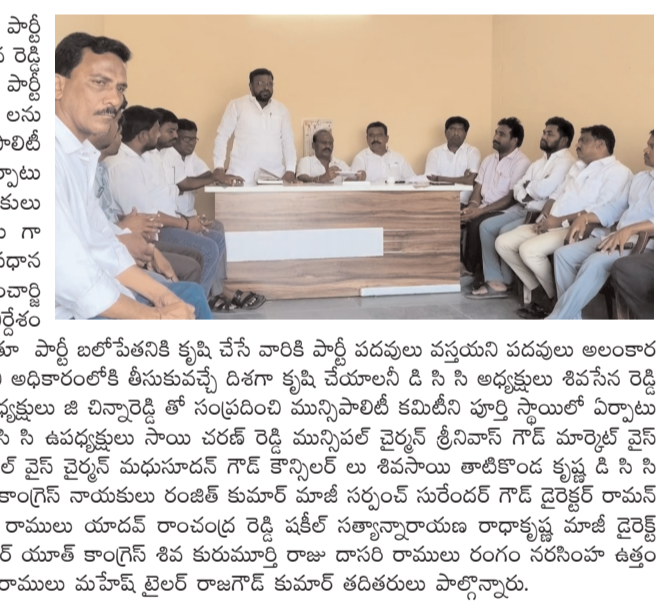 పార్టీ
రెడ్డి
పార్టీ
లను
పాలిటీ
ర్పాటు
కులు
గా
ధాన
చార్జి
ర్దేశం
పార్టీ బలోపేతనికి కృషి చేసే వారికి పార్టీ పదవులు వస్తయని పదవులు అలంకార
అధికారంలోకి తీసుకువచ్చే దిశగా కృషి చేయాలనీ డి సి సి అధ్యక్షులు శివసేన రెడ్డి
ధ్యక్షులు జి చిన్నారెడ్డి తో సంప్రదించి మున్సిపాలిటీ కమిటీని పూర్తి స్థాయిలో ఏర్పాటు
సి సి ఉపధ్యక్షులు సాయి చరణ్ రెడ్డి మున్సిపల్ చైర్మన్ శ్రీనివాస్ గౌడ్ మార్కెట్ వైస్
ల్ వైస్ చైర్మన్ మధుసూదన్ గౌడ్ కౌన్సిలర్ లు శివసాయి తాటికొండ కృష్ణ డి సి సి
కాంగ్రెస్ నాయకులు రంజిత్ కుమార్ మాజీ సర్పంచ్ సురేందర్ గౌడ్ డైరెక్టర్ రామన్
రాములు యాదవ్ రాంచంద్ర రెడ్డి షకీల్ సత్యాన్నారాయణ రాధాకృష్ణ మాజీ డైరెక్ట్
ర్ యూత్ కాంగ్రెస్ శివ కురుమూర్తి రాజు దాసరి రాములు రంగం నరసింహ ఉత్తం
రాములు మహేష్ టైలర్ రాజగౌడ్ కుమార్ తదితరులు పాల్గొన్నారు.